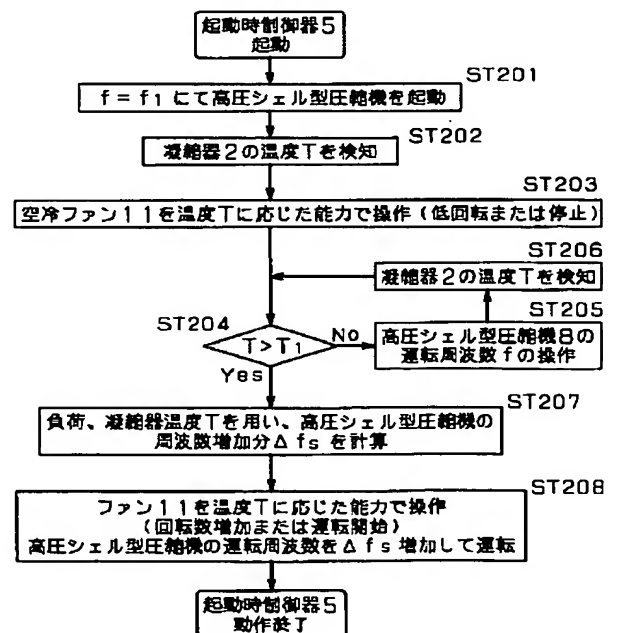 起動時制御器5
起動
ST201
f=f1にて高圧シェル型圧縮機を起動
ST202
凝縮器2の温度Tを検知
ST203
空冷ファン11を温度Tに応じた能力で操作(低回転または停止)
ST206
凝縮器2の温度Tを検知
ST205
高圧シェル型圧縮機8の
運転周波数fの操作
ST204
T>T1
No
Yes
ST207
負荷、凝縮器温度Tを用い、高圧シェル型圧縮機の
周波数増加分Δfsを計算
ST208
ファン11を温度Tに応じた能力で操作
(回転数増加または運転開始)
高圧シェル型圧縮機の運転周波数をΔfs増加して運転
起動時制御器5
動作終了